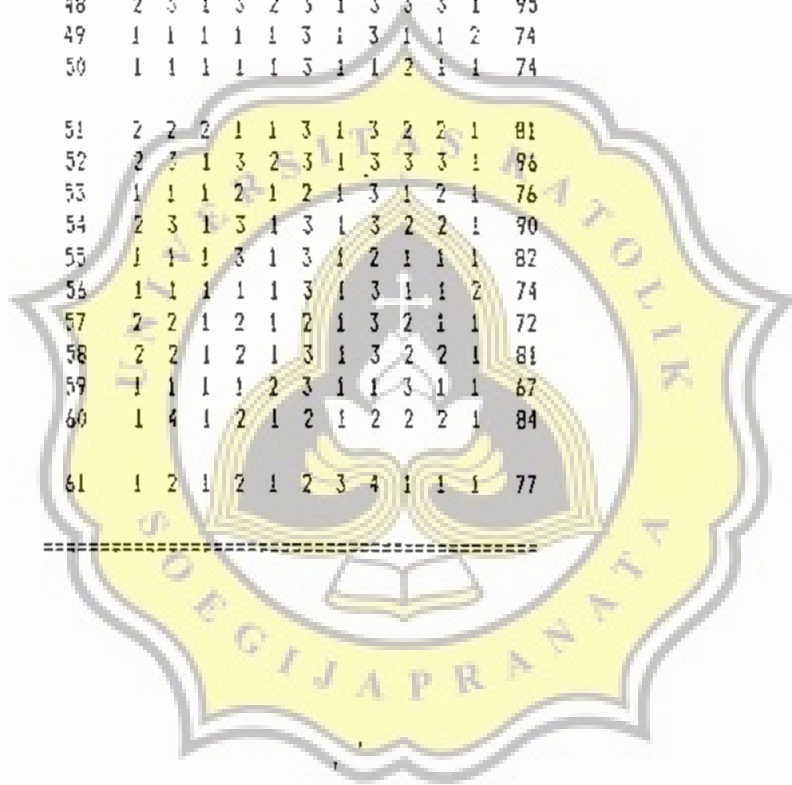 48 2 3 1 3 2 3 1 3 3 3 1 95
49 1 1 1 1 1 3 1 3 1 1 2 74
50 1 1 1 1 1 3 1 1 2 1 1 74
51 2 2 2 1 1 3 1 3 2 2 1 81
52 2 3 1 3 2 3 1 3 3 3 1 96
53 1 1 1 2 1 2 1 3 1 2 1 76
54 2 3 1 3 1 3 1 3 2 2 1 90
55 1 1 1 3 1 3 1 2 1 1 1 82
56 1 1 1 1 1 3 1 3 1 1 2 74
57 2 2 1 2 1 2 1 3 2 1 1 72
58 2 2 1 2 1 3 1 3 2 2 1 81
59 1 1 1 1 2 3 1 1 3 1 1 67
60 1 4 1 2 1 2 1 2 2 2 1 84
61 1 2 1 2 1 2 3 4 1 1 1 77
UNIVERSITAS KATOLIK
SOEGIJAPRANATA